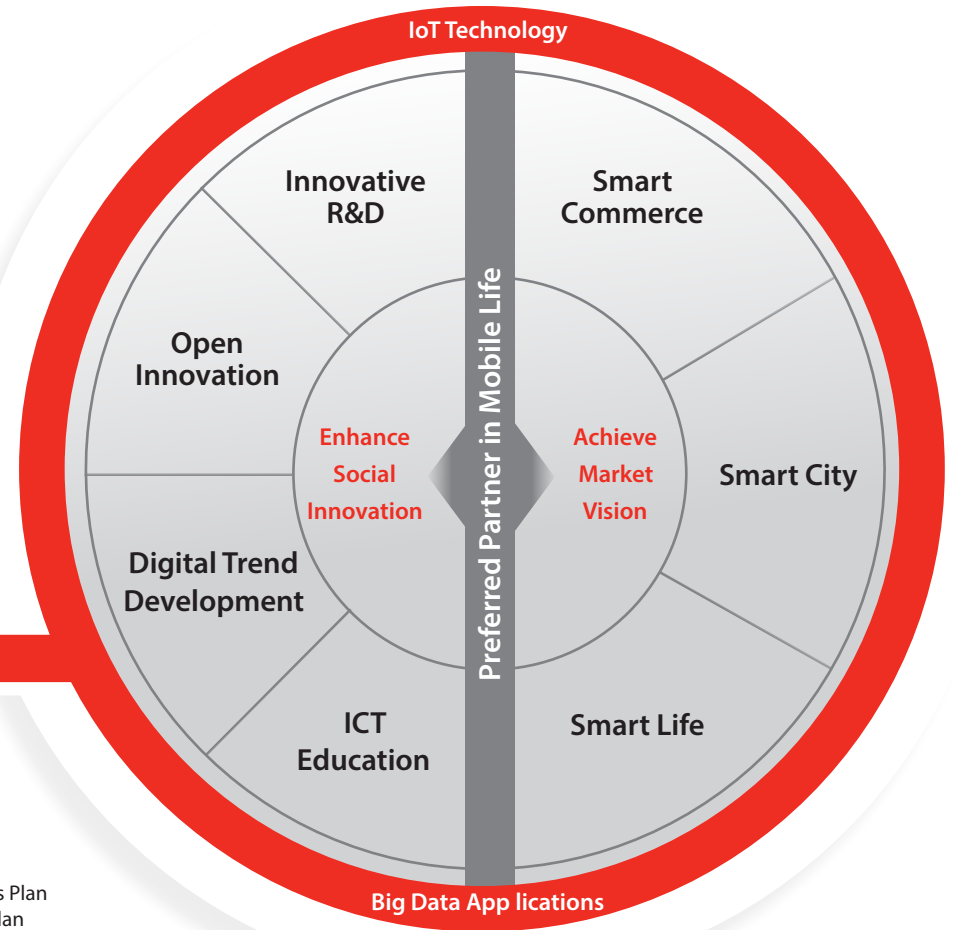 IoT Technology
Innovative
R&D
Smart
Commerce
Open
Innovation
Preferred Partner in Mobile Life
Enhance
Social
Innovation
Achieve
Market
Vision
Smart City
Digital Trend
Development
ICT
Education
Smart Life
Plan
Big Data App lications